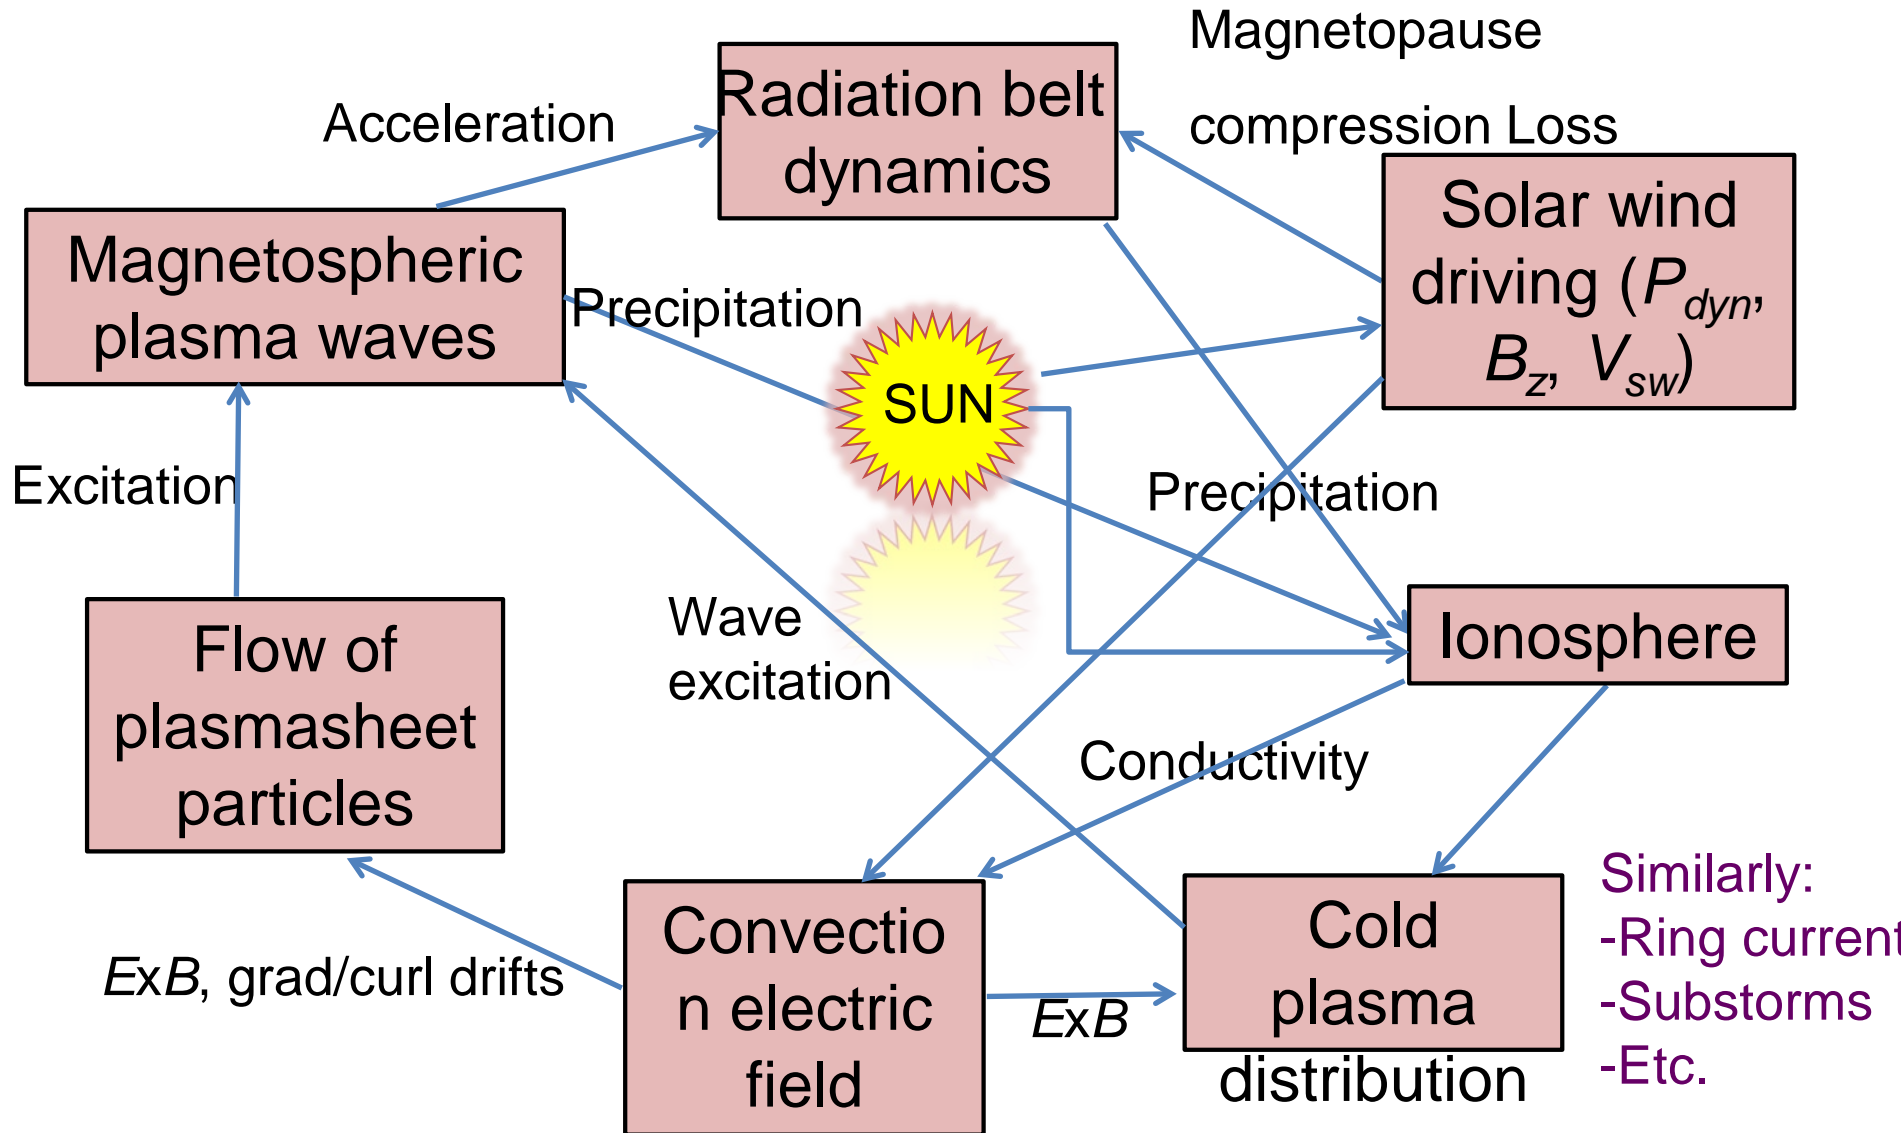 Magnetopause
compression Loss
Acceleration
Radiation belt
dynamics
Solar wind
driving (Pdyn,
Bz, Vsw)
Magnetospheric
plasma waves
Precipitation
SUN
Excitation
Precipitation
Wave
excitation
Ionosphere
Flow of
plasmasheet
particles
Conductivity
ExB, grad/curl drifts
Convectio
n electric
field
ExB
Cold
plasma
distribution
Similarly:
-Ring current
-Substorms
-Etc.